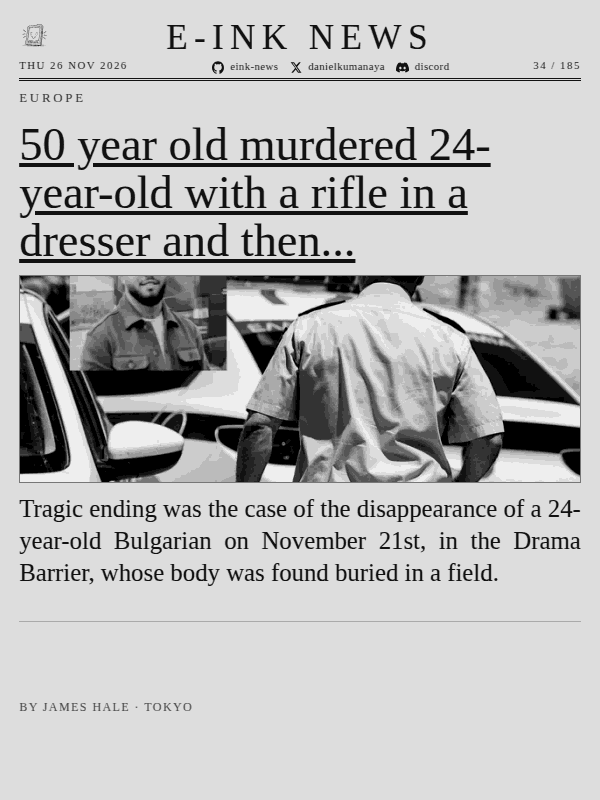 E-INK NEWS
THU 26 NOV 2026
eink-news
danielkumanaya
discord
34 / 185
EUROPE
50 year old murdered 24-
year-old with a rifle in a
dresser and then...
Tragic ending was the case of the disappearance of a 24-
year-old Bulgarian on November 21st, in the Drama
Barrier, whose body was found buried in a field.
BY JAMES HALE · TOKYO